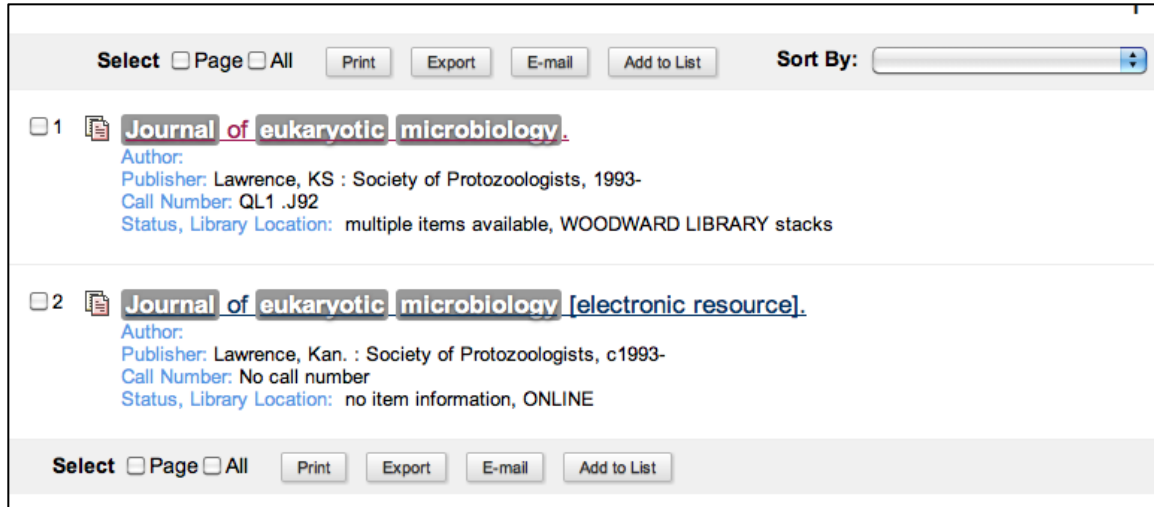 Select Page All Print Export E-mail Add to List Sort By:
1 Journal of eukaryotic microbiology.
Author:
Publisher: Lawrence, KS : Society of Protozoologists, 1993-
Call Number: QL1 .J92
Status, Library Location: multiple items available, WOODWARD LIBRARY stacks
2 Journal of eukaryotic microbiology [electronic resource].
Author:
Publisher: Lawrence, Kan. : Society of Protozoologists, c1993-
Call Number: No call number
Status, Library Location: no item information, ONLINE
Select Page All Print Export E-mail Add to List